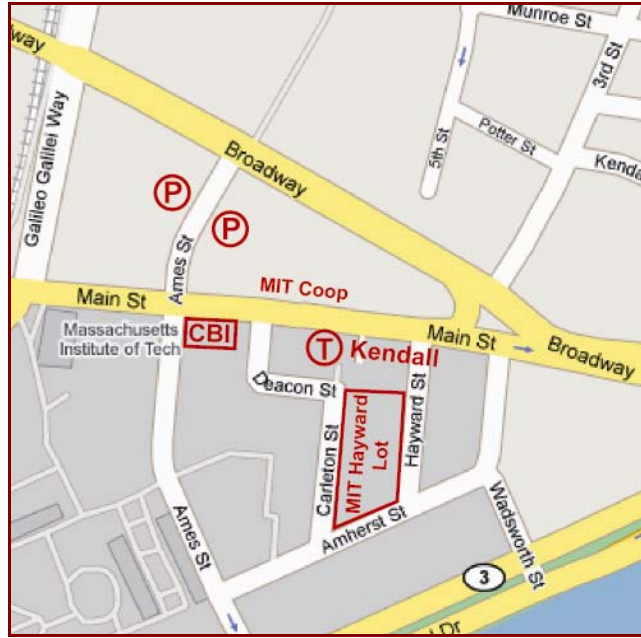 Munroe St
way
3rd St
5th St
Potter St
Kenda
Galileo Galilei Way
Broadway
P
P
Ames St
MIT Coop
Main St
Massachusetts
Institute of Tech
CBI
T Kendall
Main St
Broadway
Deacon St
Carleton St
MIT Hayward
Lot
Hayward St
Amherst St
Wadsworth St
Ames St
3
Dr